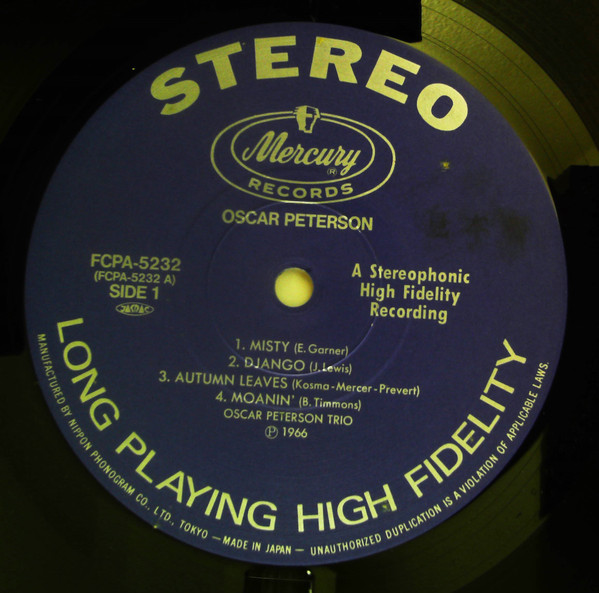 STEREO
Mercury
®
RECORDS
OSCAR PETERSON
FCPA-5232
(FCPA-5232 A)
SIDE 1
A Stereophonic
High Fidelity
Recording
1. MISTY (E. Garner)
2. DJANGO (J. Lewis)
3. AUTUMN LEAVES (Kosma-Mercer-Prevert)
4. MOANIN' (B. Timmons)
OSCAR PETERSON TRIO
Ⓟ 1966
LONG PLAYING HIGH FIDELITY
MANUFACTURED BY NIPPON PHONOGRAM CO., LTD., TOKYO — MADE IN JAPAN — UNAUTHORIZED DUPLICATION IS A VIOLATION OF APPLICABLE LAWS.